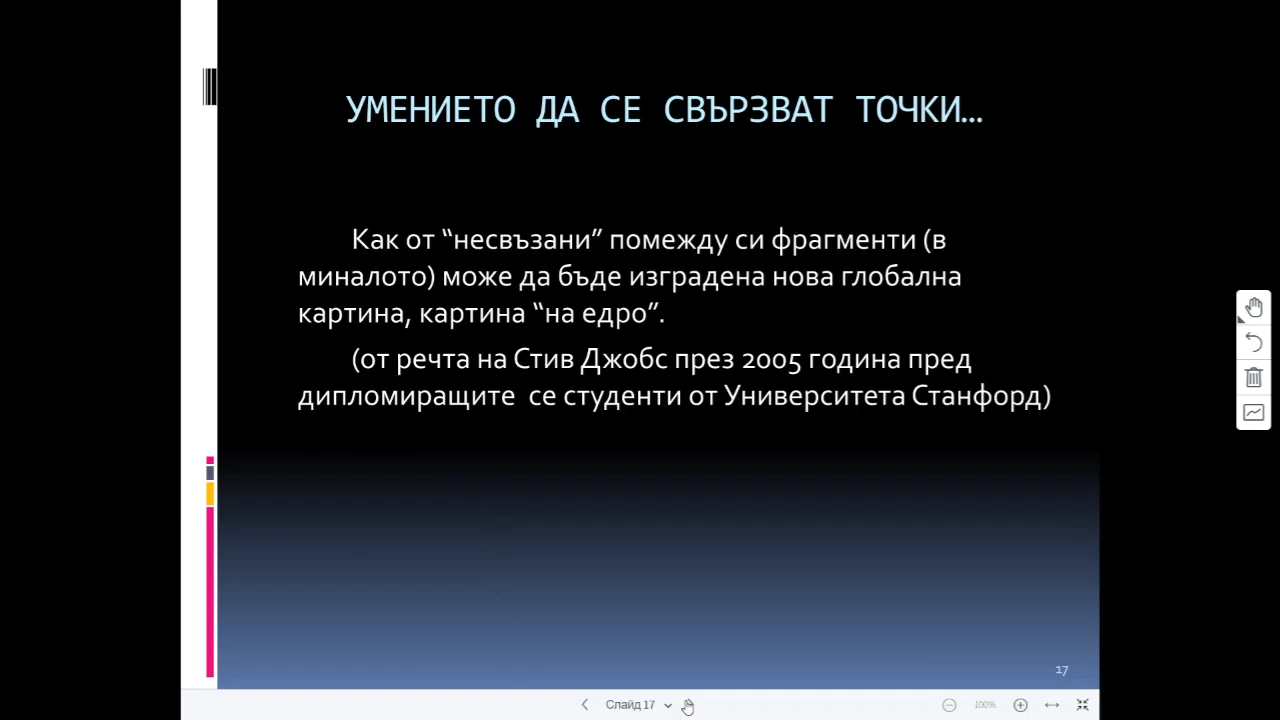 УМЕНИЕТО ДА СЕ СВЪРЗВАТ ТОЧКИ…
Как от “несвъзани” помежду си фрагменти (в
миналото) може да бъде изградена нова глобална
картина, картина “на едро”.
(от речта на Стив Джобс през 2005 година пред
дипломиращите се студенти от Университета Станфорд)
17
Слайд 17
100%